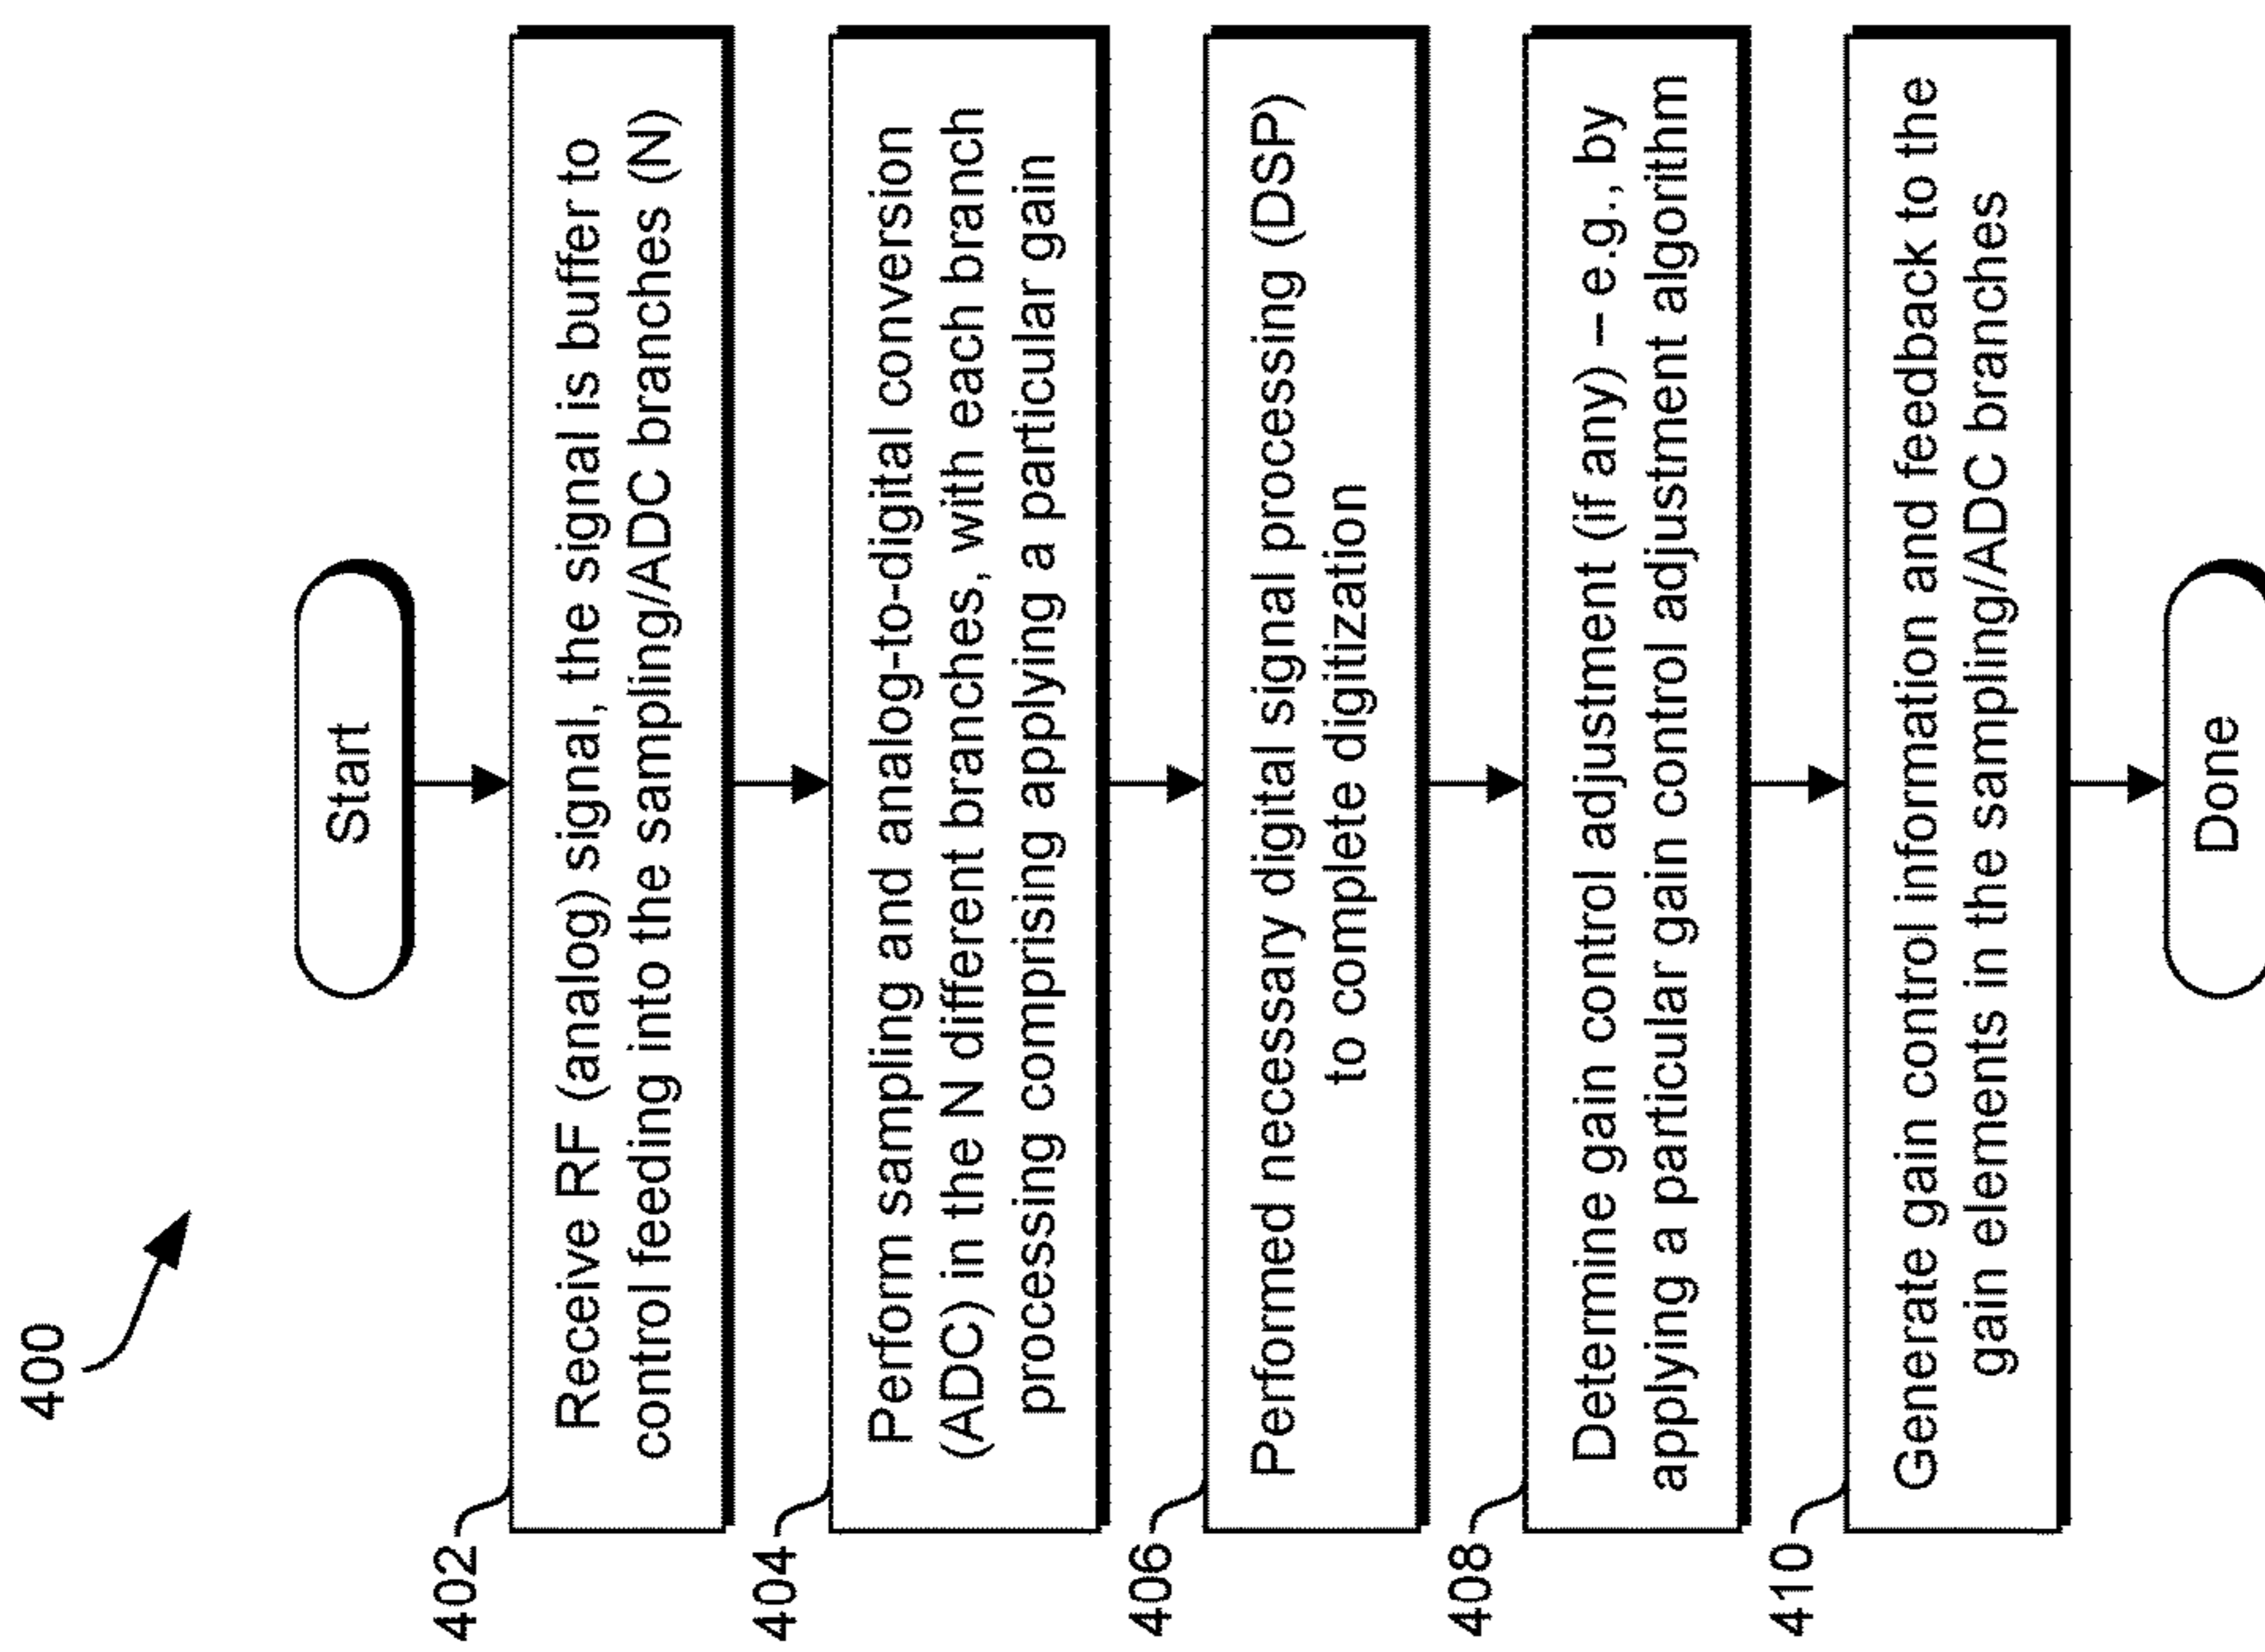 400
Start
402
Receive RF (analog) signal, the signal is buffer to
control feeding into the sampling/ADC branches (N)
404
Perform sampling and analog-to-digital conversion
(ADC) in the N different branches, with each branch
processing comprising applying a particular gain
406
Performed necessary digital signal processing (DSP)
to complete digitization
408
Determine gain control adjustment (if any) – e.g., by
applying a particular gain control adjustment algorithm
410
Generate gain control information and feedback to the
gain elements in the sampling/ADC branches
Done